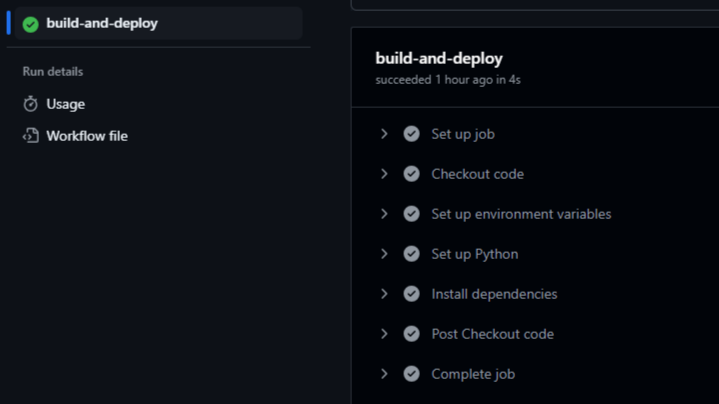 build-and-deploy
Run details
Usage
Workflow file
build-and-deploy
succeeded 1 hour ago in 4s
Set up job
Checkout code
Set up environment variables
Set up Python
Install dependencies
Post Checkout code
Complete job